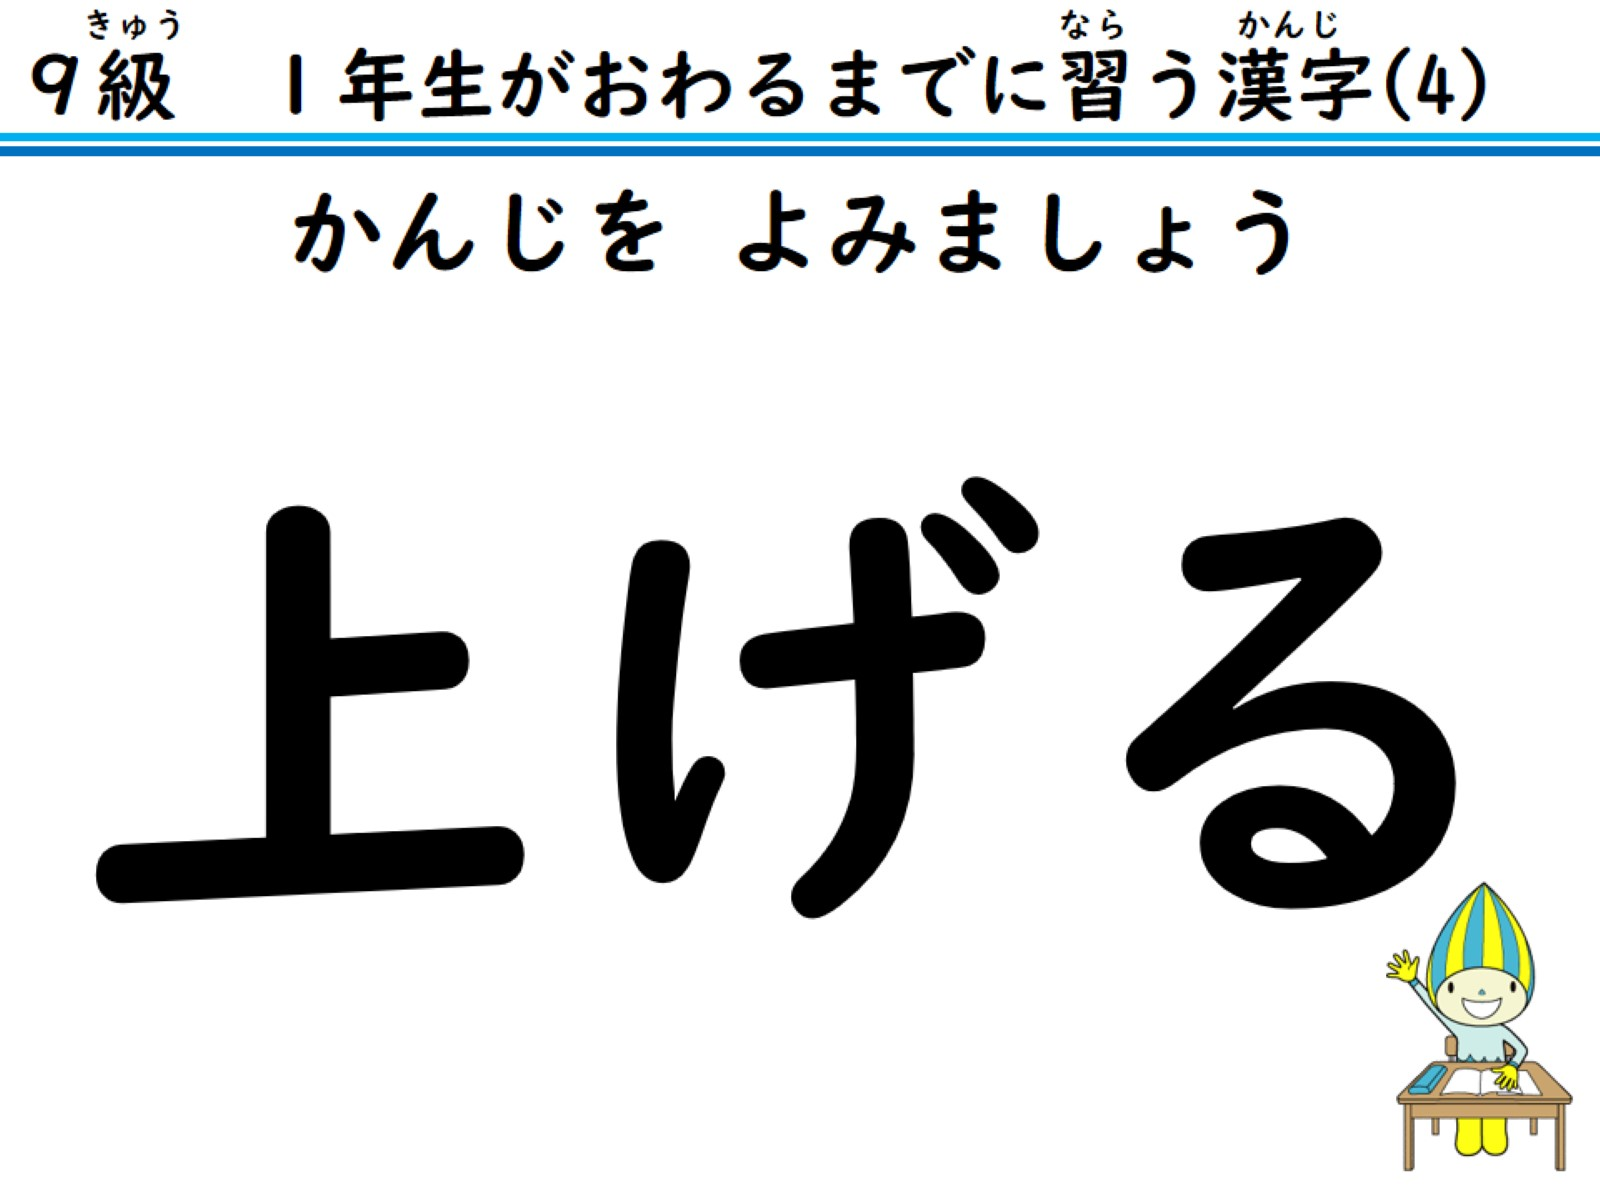 きゅう なら かんじ
9級 1年生がおわるまでに習う漢字(4)
かんじを よみましょう
上げる